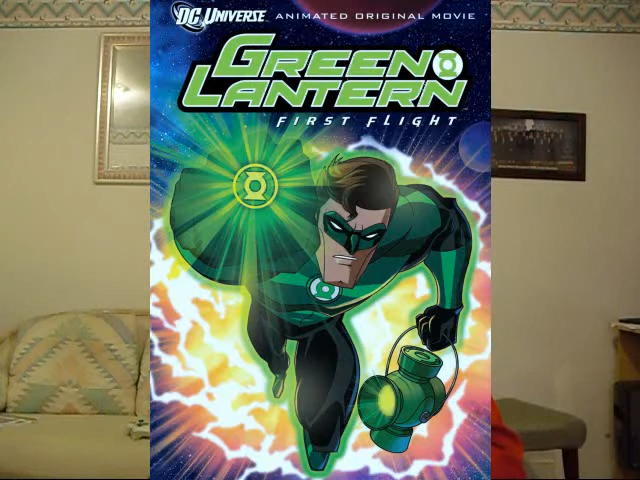 DC UNIVERSE ANIMATED ORIGINAL MOVIE
GREEN
LANTERN
FIRST FLIGHT